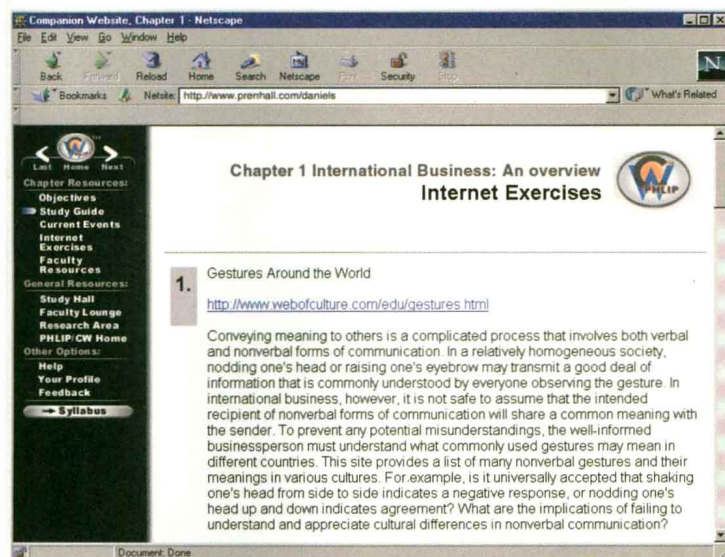 Companion Website, Chapter 1 - Netscape
File Edit View Go Window Help
Back Forward Reload Home Search Netscape Print Security Stop
N
Bookmarks Netsite: http://www.prenhall.com/daniels What's Related
Last Home Next
Chapter Resources:
Objectives
Study Guide
Current Events
Internet
Exercises
Faculty
Resources
General Resources:
Study Hall
Faculty Lounge
Research Area
PHLIP/CW Home
Other Options:
Help
Your Profile
Feedback
Syllabus
Chapter 1 International Business: An overview
Internet Exercises
PHLIP
1.
Gestures Around the World
http://www.webofculture.com/edu/gestures.html
Conveying meaning to others is a complicated process that involves both verbal
and nonverbal forms of communication. In a relatively homogeneous society,
nodding one's head or raising one's eyebrow may transmit a good deal of
information that is commonly understood by everyone observing the gesture. In
international business, however, it is not safe to assume that the intended
recipient of nonverbal forms of communication will share a common meaning with
the sender. To prevent any potential misunderstandings, the well-informed
businessperson must understand what commonly used gestures may mean in
different countries. This site provides a list of many nonverbal gestures and their
meanings in various cultures. For example, is it universally accepted that shaking
one's head from side to side indicates a negative response, or nodding one's
head up and down indicates agreement? What are the implications of failing to
understand and appreciate cultural differences in nonverbal communication?
Document: Done